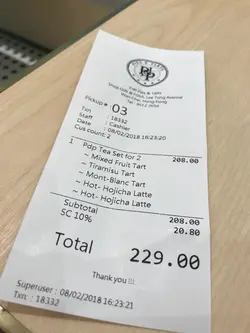 PDP
Pickup# 03
Txn : 18332
Staff : Cashier
Date : 08/02/2018 16:23:20
Cus count: 2
1 Pdp Tea Set for 2 208.00
~ Mixed Fruit Tart
~ Tiramisu Tart
~ Mont-Blanc Tart
~ Hot- Hojicha Latte
~ Hot- Hojicha Latte
Subtotal 208.00
SC 10% 20.80
Total 229.00
Thank you !!!
Superuser : 08/02/2018 16:23:21
Txn: 18332